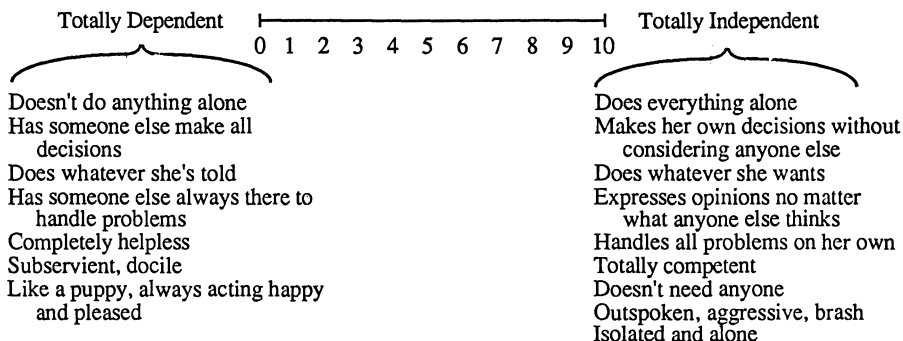 Totally Dependent
0 1 2 3 4 5 6 7 8 9 10
Totally Independent
Doesn't do anything alone
Has someone else make all
decisions
Does whatever she's told
Has someone else always there to
handle problems
Completely helpless
Subservient, docile
Like a puppy, always acting happy
and pleased
Does everything alone
Makes her own decisions without
considering anyone else
Does whatever she wants
Expresses opinions no matter
what anyone else thinks
Handles all problems on her own
Totally competent
Doesn't need anyone
Outspoken, aggressive, brash
Isolated and alone